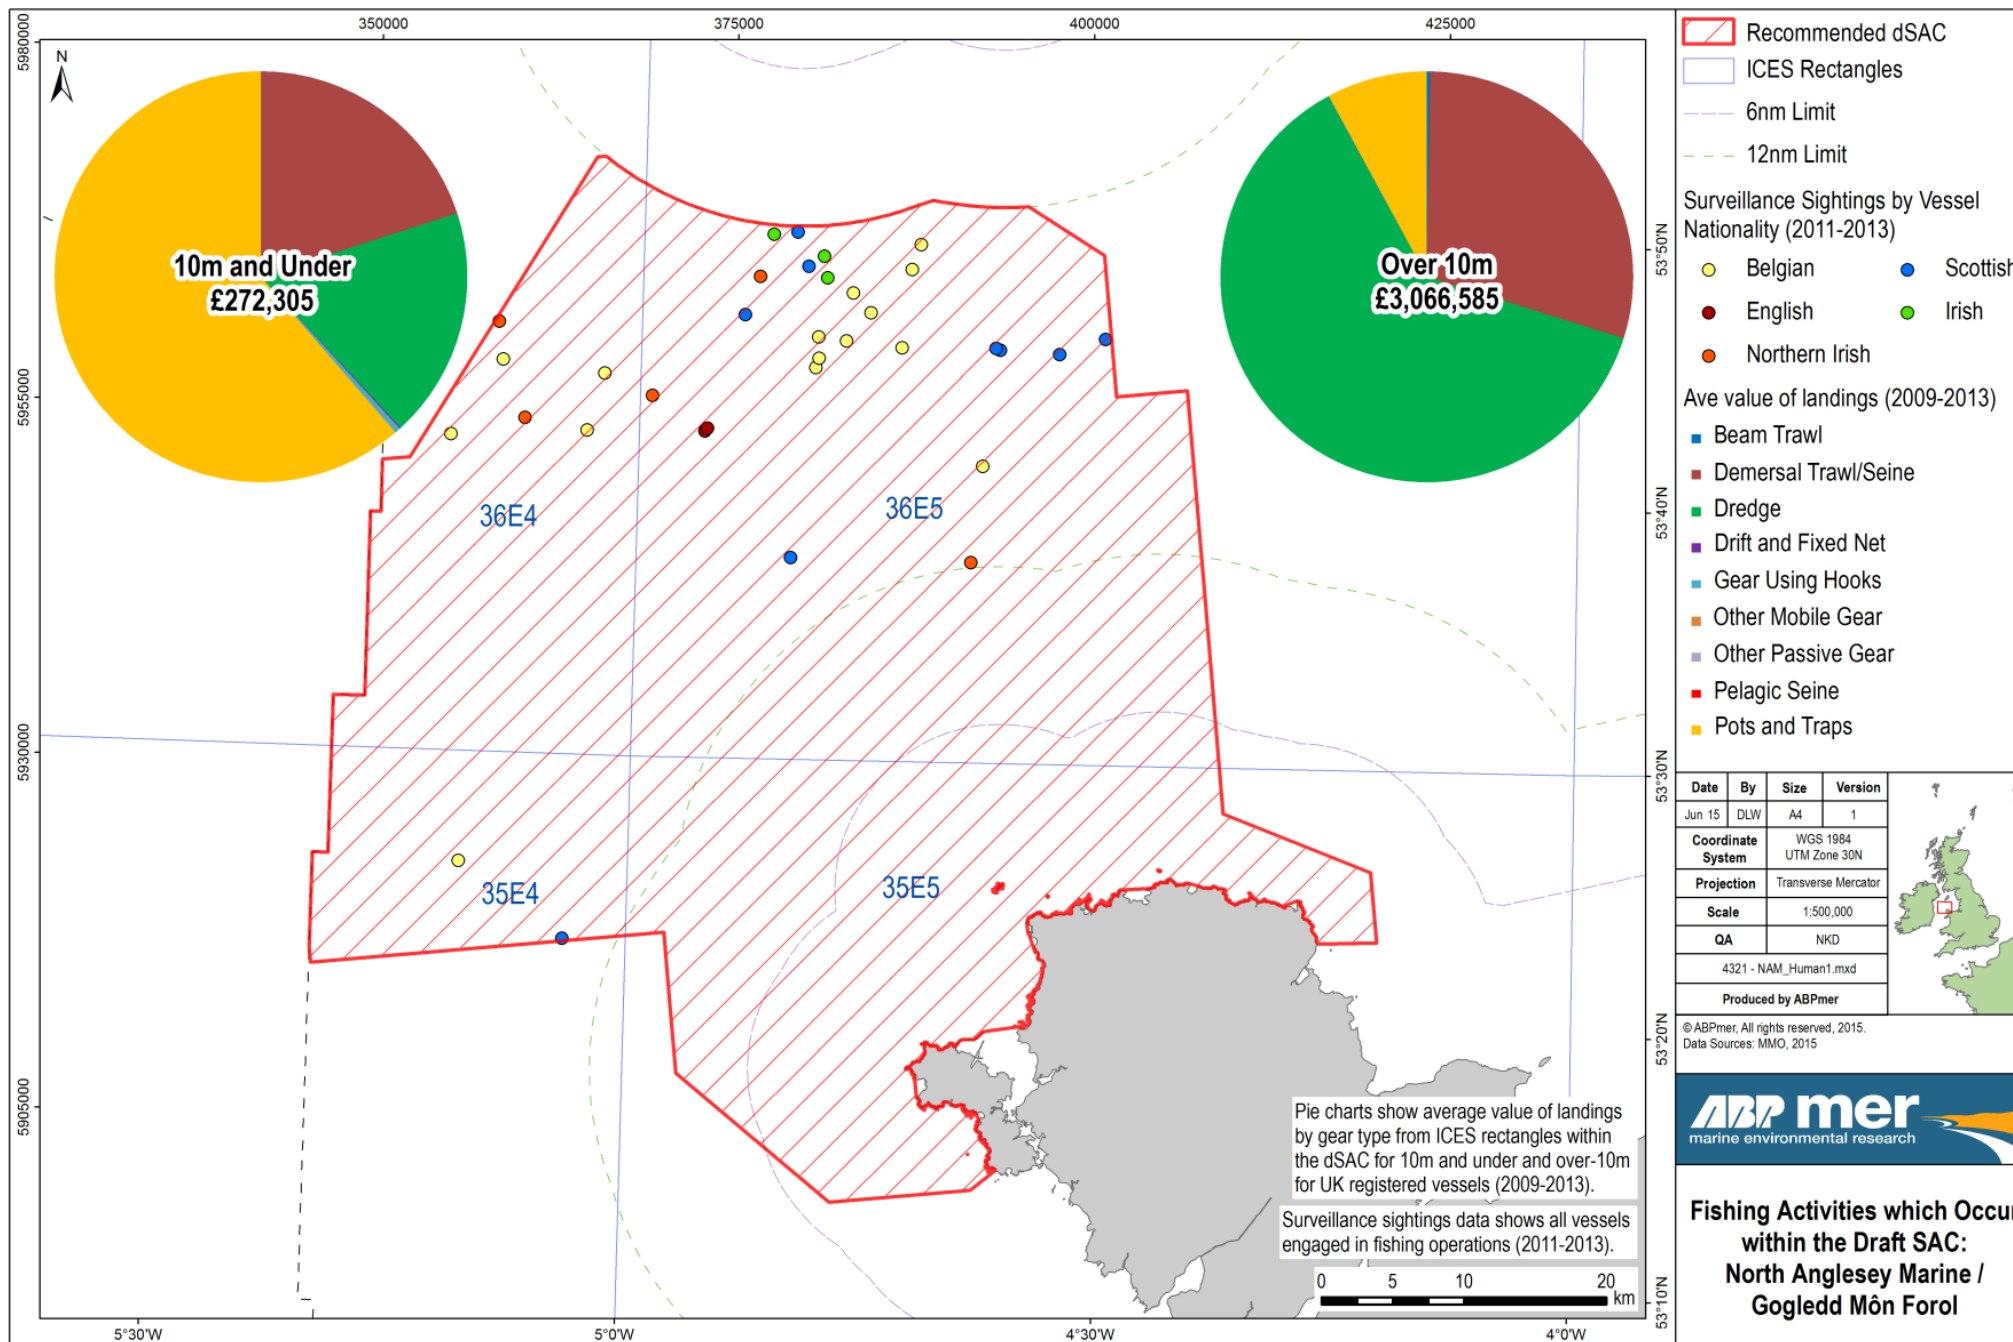 350000
375000
400000
425000
5980000
5955000
5930000
5905000
N
10m and Under
£272,305
Over 10m
£3,066,585
36E4
36E5
35E4
35E5
53°50'N
53°40'N
53°30'N
53°20'N
53°10'N
5°30'W
5°0'W
4°30'W
4°0'W
Pie charts show average value of landings
by gear type from ICES rectangles within
the dSAC for 10m and under and over-10m
for UK registered vessels (2009-2013).
Surveillance sightings data shows all vessels
engaged in fishing operations (2011-2013).
0 5 10 20
km
Recommended dSAC
ICES Rectangles
6nm Limit
12nm Limit
Surveillance Sightings by Vessel
Nationality (2011-2013)
Belgian Scottish
English Irish
Northern Irish
Ave value of landings (2009-2013)
Beam Trawl
Demersal Trawl/Seine
Dredge
Drift and Fixed Net
Gear Using Hooks
Other Mobile Gear
Other Passive Gear
Pelagic Seine
Pots and Traps
Date By Size Version
Jun 15 DLW A4 1
Coordinate System WGS 1984 UTM Zone 30N
Projection Transverse Mercator
Scale 1:500,000
QA NKD
4321 - NAM_Human1.mxd
Produced by ABPmer
© ABPmer, All rights reserved, 2015.
Data Sources: MMO, 2015
ABP mer
marine environmental research
Fishing Activities which Occur
within the Draft SAC:
North Anglesey Marine /
Gogledd Môn Forol